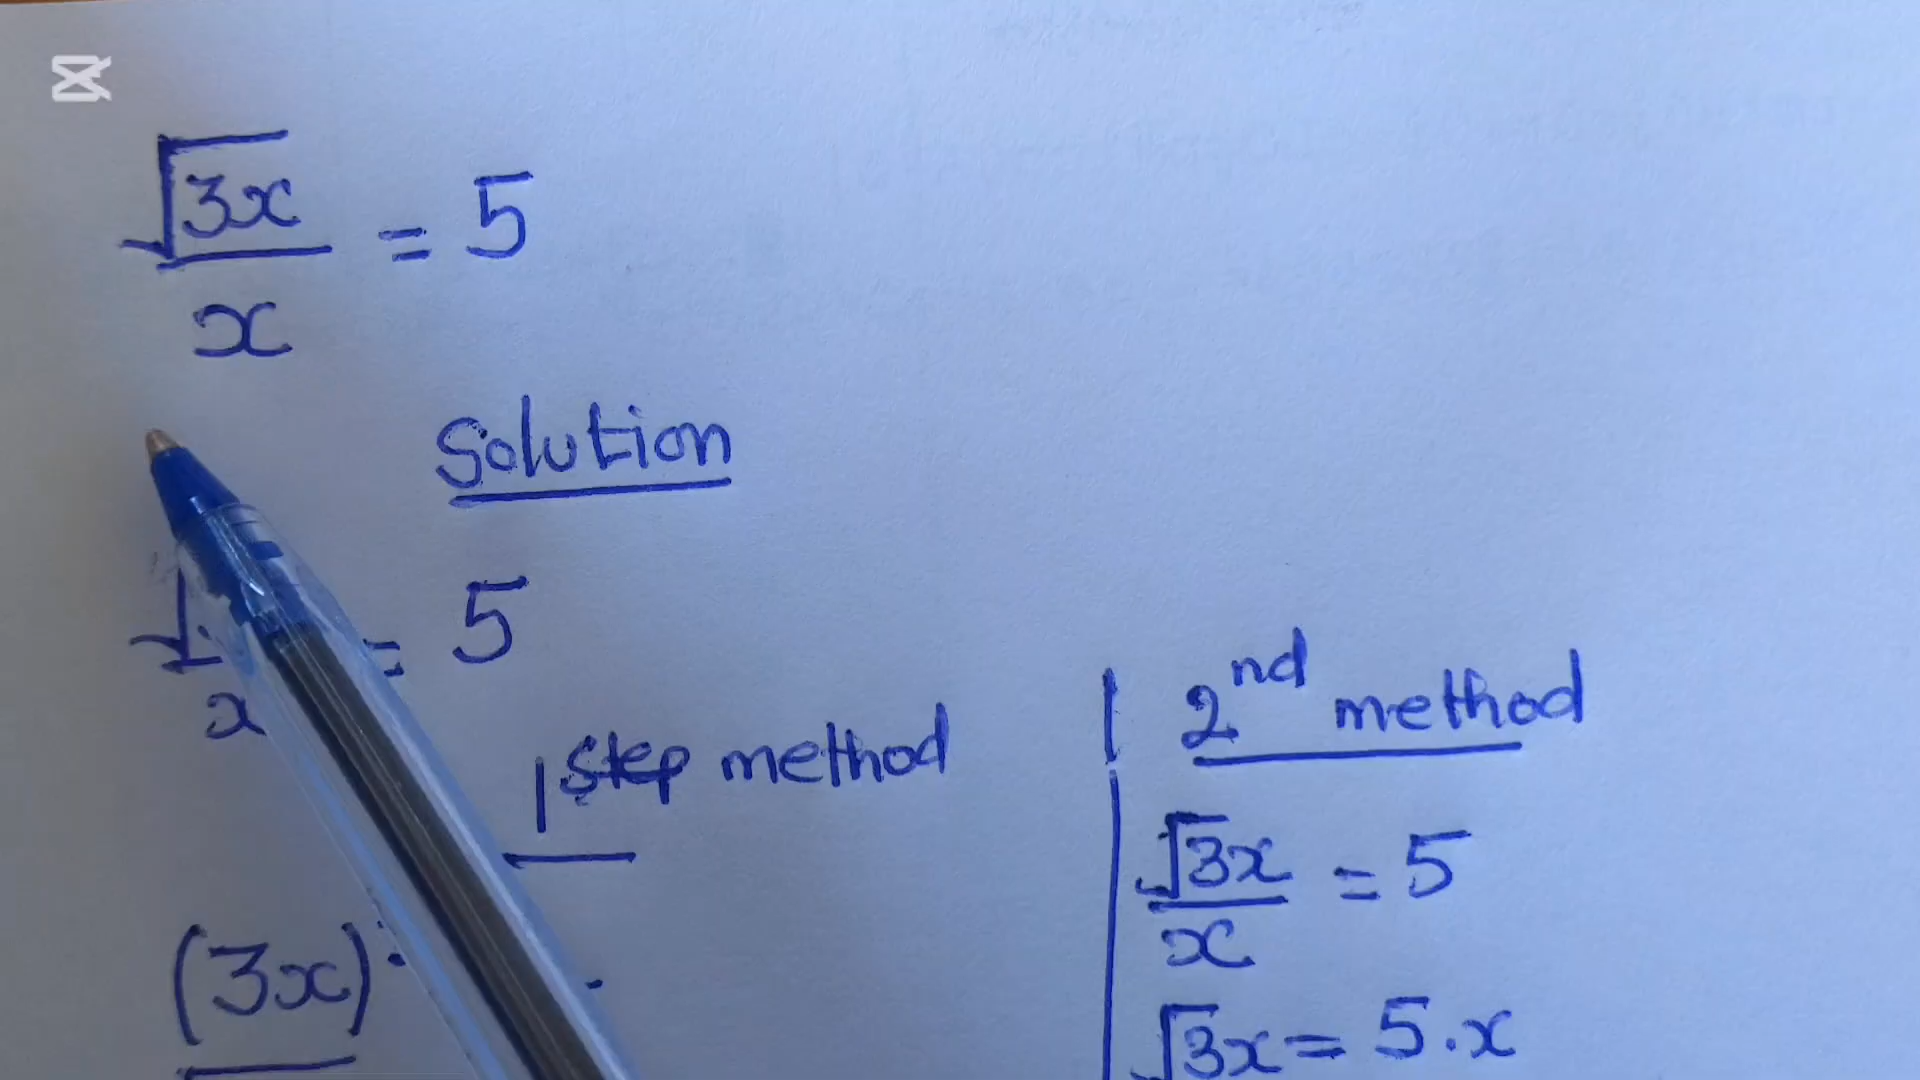 √3x/x = 5
Solution
= 5
x
1 step method
(3x)
2nd method
√3x/x = 5
√3x = 5.x